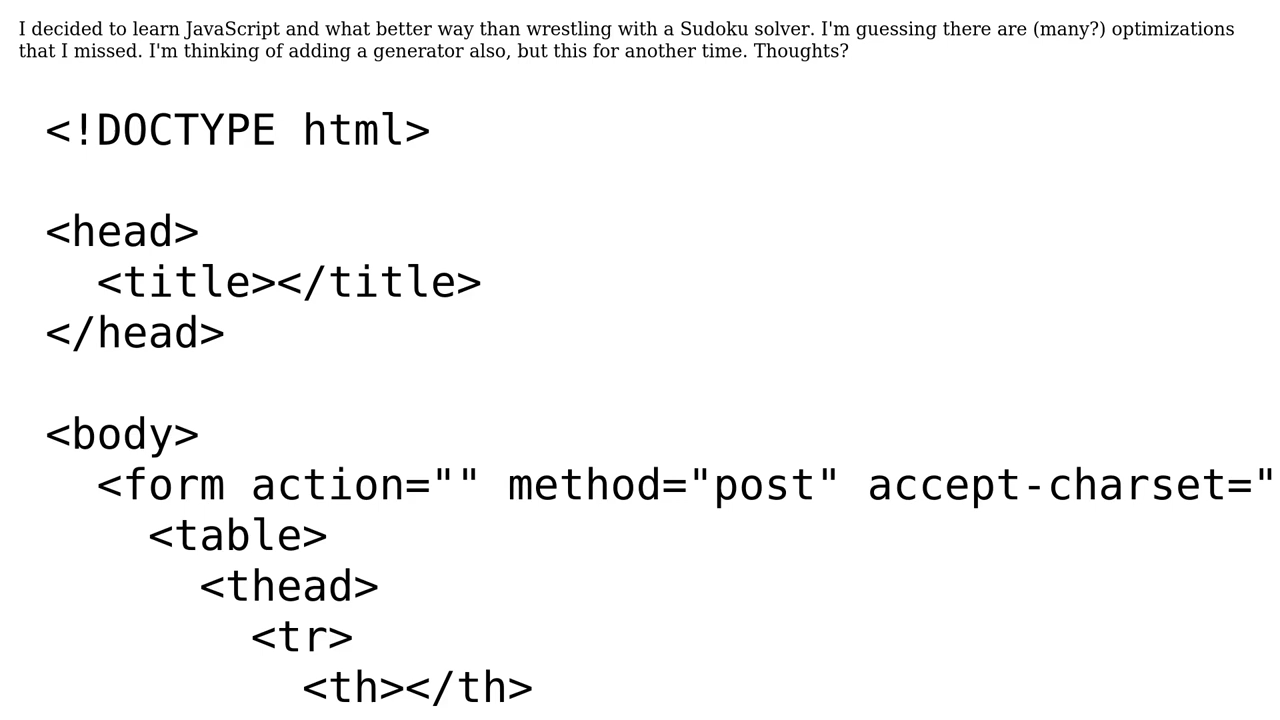 I decided to learn JavaScript and what better way than wrestling with a Sudoku solver. I'm guessing there are (many?) optimizations
that I missed. I'm thinking of adding a generator also, but this for another time. Thoughts?
<!DOCTYPE html>
<head>
<title></title>
</head>
<body>
<form action="" method="post" accept-charset="
<table>
<thead>
<tr>
<th></th>